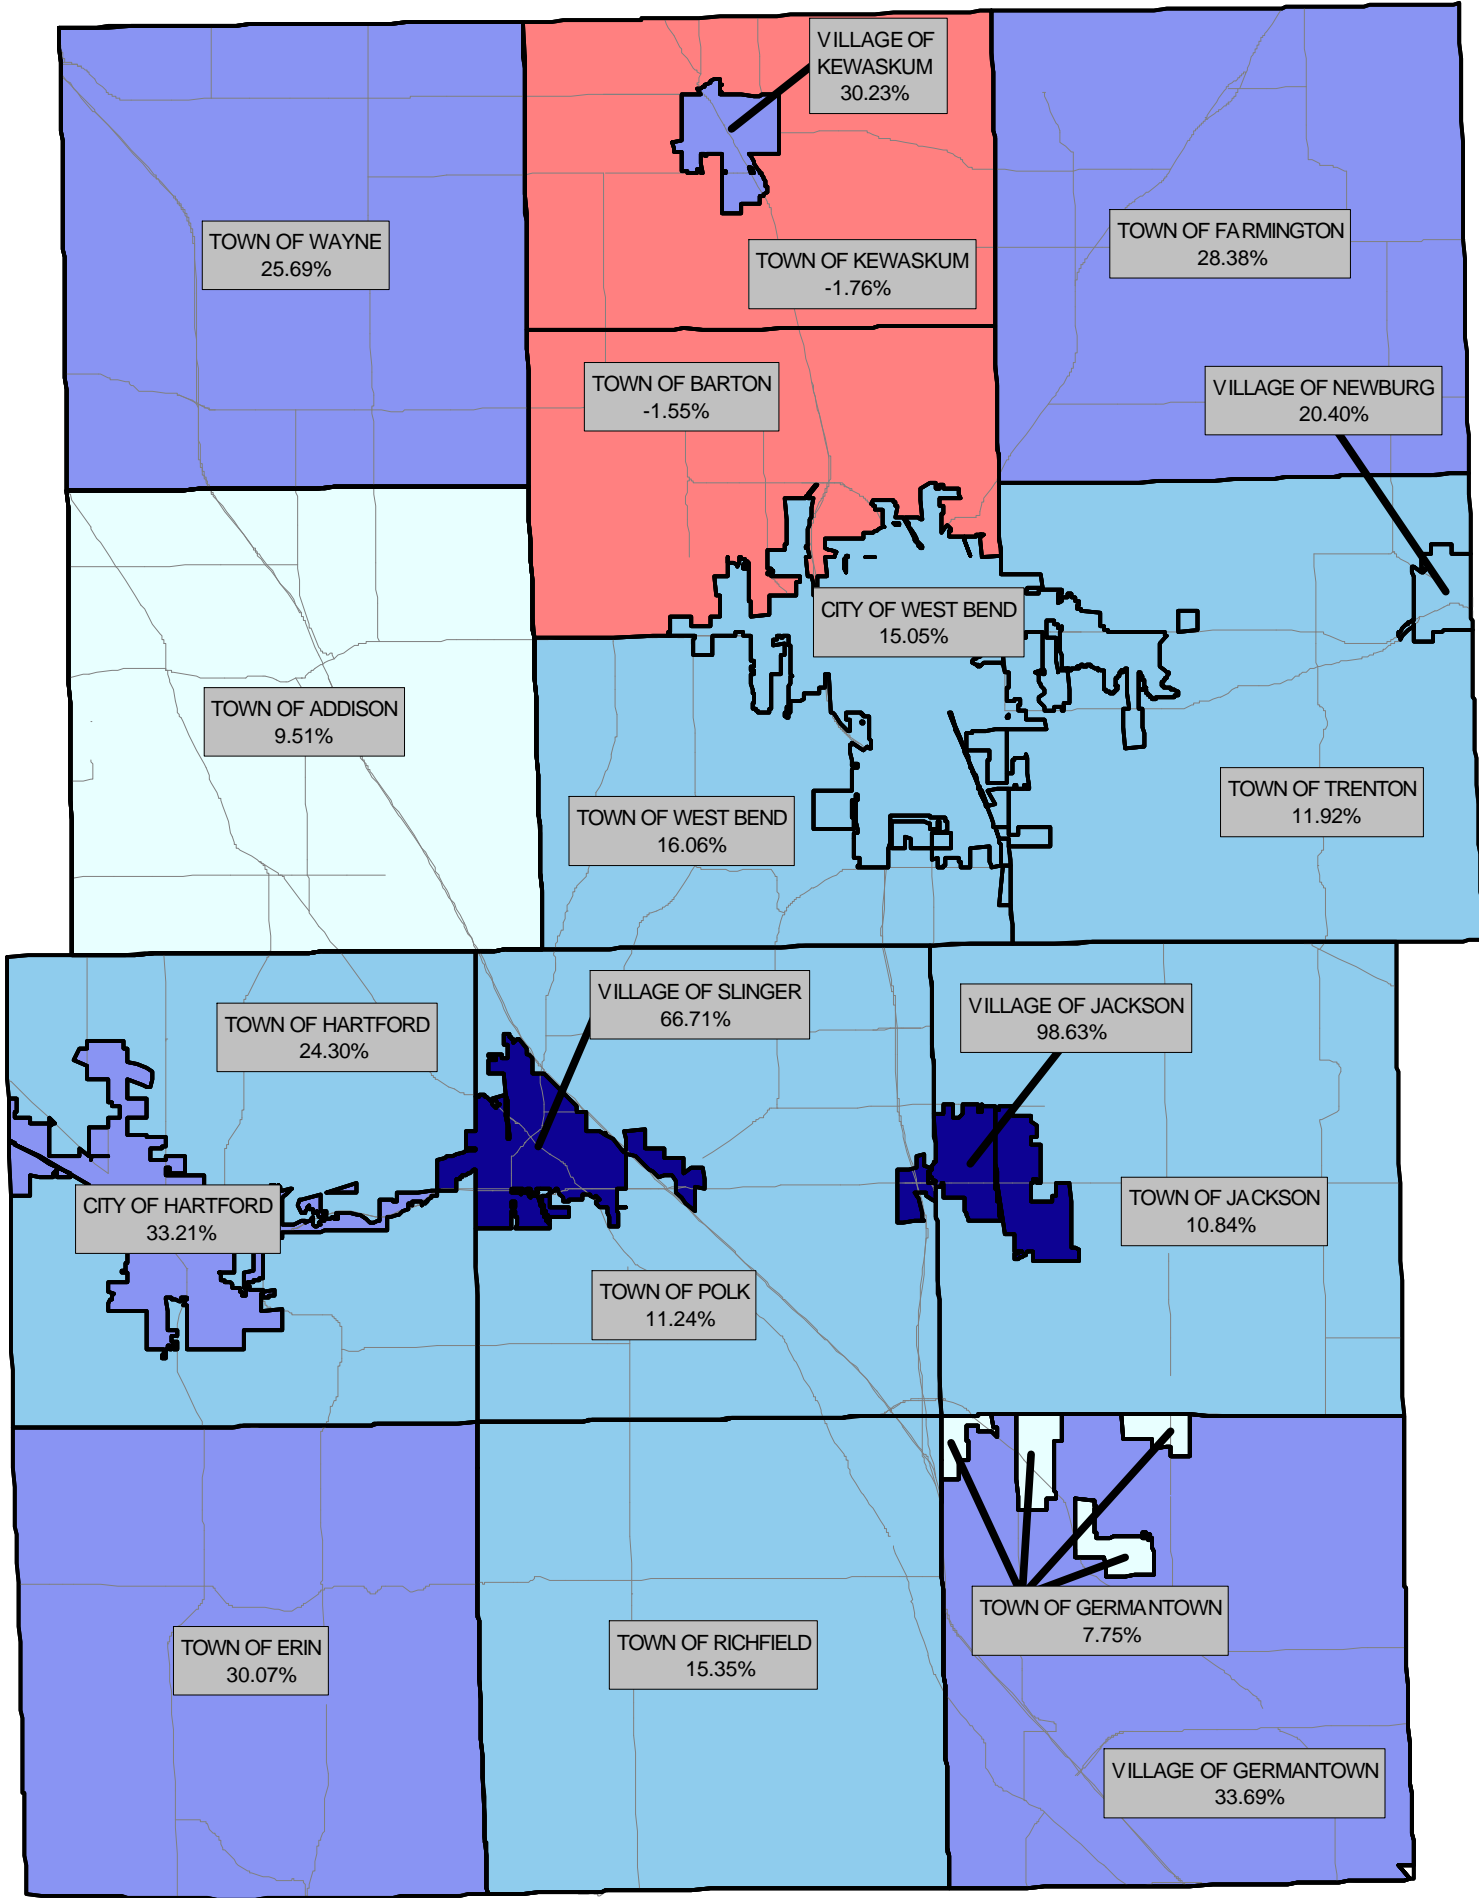 VILLAGE OF
KEWASKUM
30.23%
TOWN OF WAYNE
25.69%
TOWN OF KEWASKUM
-1.76%
TOWN OF FARMINGTON
28.38%
TOWN OF BARTON
-1.55%
VILLAGE OF NEWBURG
20.40%
CITY OF WEST BEND
15.05%
TOWN OF ADDISON
9.51%
TOWN OF WEST BEND
16.06%
TOWN OF TRENTON
11.92%
TOWN OF HARTFORD
24.30%
VILLAGE OF SLINGER
66.71%
VILLAGE OF JACKSON
98.63%
CITY OF HARTFORD
33.21%
TOWN OF JACKSON
10.84%
TOWN OF POLK
11.24%
TOWN OF GERMANTOWN
7.75%
TOWN OF ERIN
30.07%
TOWN OF RICHFIELD
15.35%
VILLAGE OF GERMANTOWN
33.69%